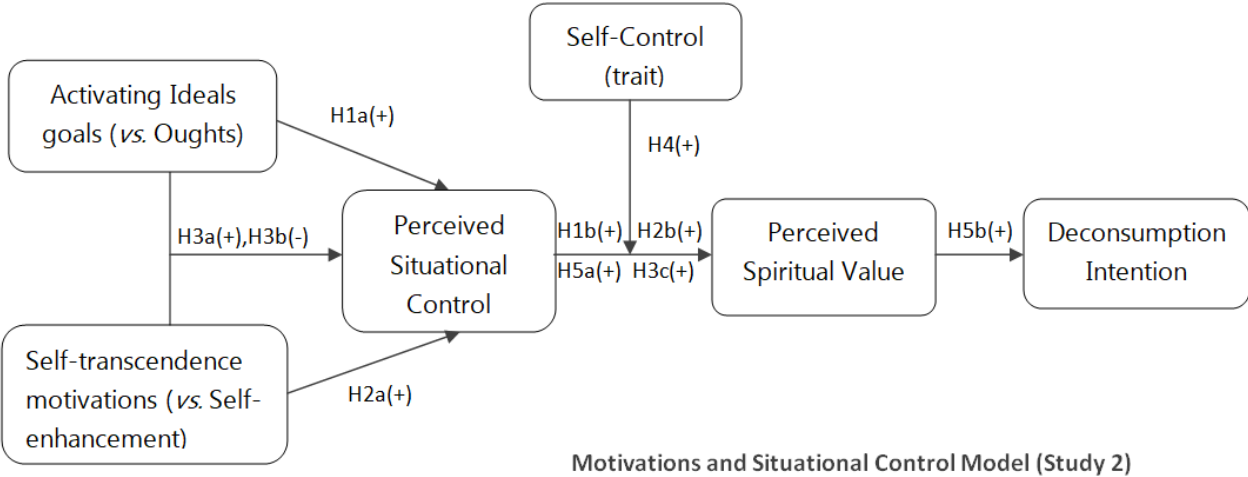 Self-Control
(trait)
Activating Ideals
goals (vs. Oughts)
H1a(+)
H4(+)
H3a(+),H3b(-)
Perceived
Situational
Control
H1b(+) H2b(+)
H5a(+) H3c(+)
Perceived
Spiritual Value
H5b(+)
Deconsumption
Intention
Self-transcendence
motivations (vs. Self-
enhancement)
H2a(+)
Motivations and Situational Control Model (Study 2)